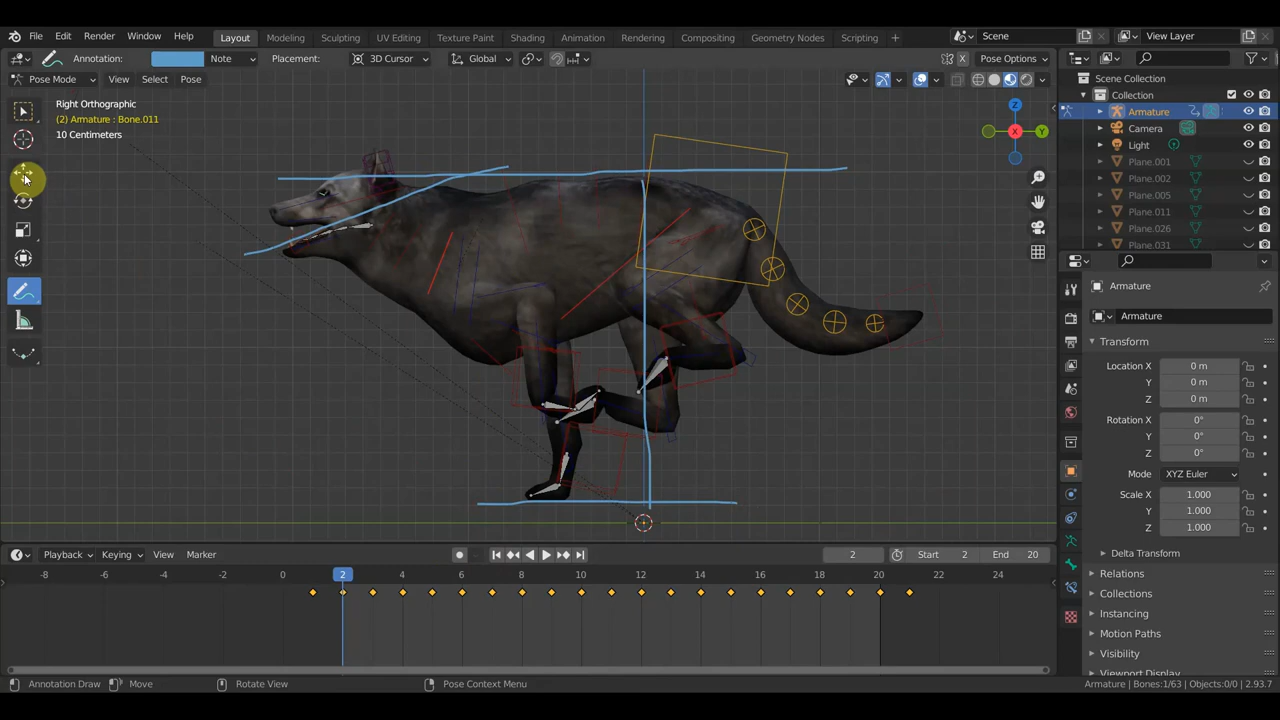 File Edit Render Window Help Layout Modeling Sculpting UV Editing Texture Paint Shading Animation Rendering Compositing Geometry Nodes Scripting Scene View Layer
Annotation: Note Placement: 3D Cursor Global Pose Options
Pose Mode View Select Pose
Scene Collection
Collection
Armature
Camera
Light
Plane.001
Plane.002
Plane.005
Plane.011
Plane.026
Plane.031
Right Orthographic
(2) Armature : Bone.011
10 Centimeters
Z
Y
X
Armature
Armature
Transform
Location X 0 m
Y 0 m
Z 0 m
Rotation X 0°
Y 0°
Z 0°
Mode XYZ Euler
Scale X 1.000
Y 1.000
Z 1.000
Delta Transform
Relations
Collections
Instancing
Motion Paths
Visibility
Viewport Display
Playback Keying View Marker 2 Start 2 End 20
-8 -6 -4 -2 0 2 4 6 8 10 12 14 16 18 20 22 24
Annotation Draw Move Rotate View Pose Context Menu Armature | Bones:1/63 | Objects:0/0 | 2.93.7